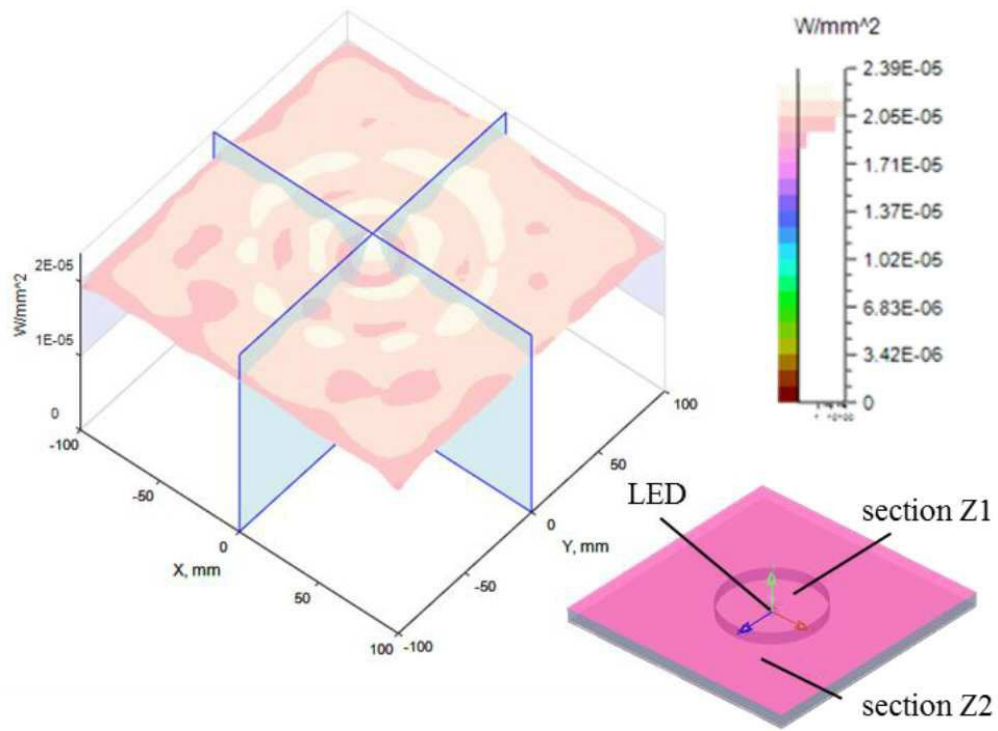 W/mm^2
2.39E-05
2.05E-05
1.71E-05
1.37E-05
1.02E-05
6.83E-06
3.42E-06
0
W/mm^2
2E-05
1E-05
0
-100
-50
0
50
100
X, mm
-100
-50
0
50
100
Y, mm
LED
section Z1
section Z2